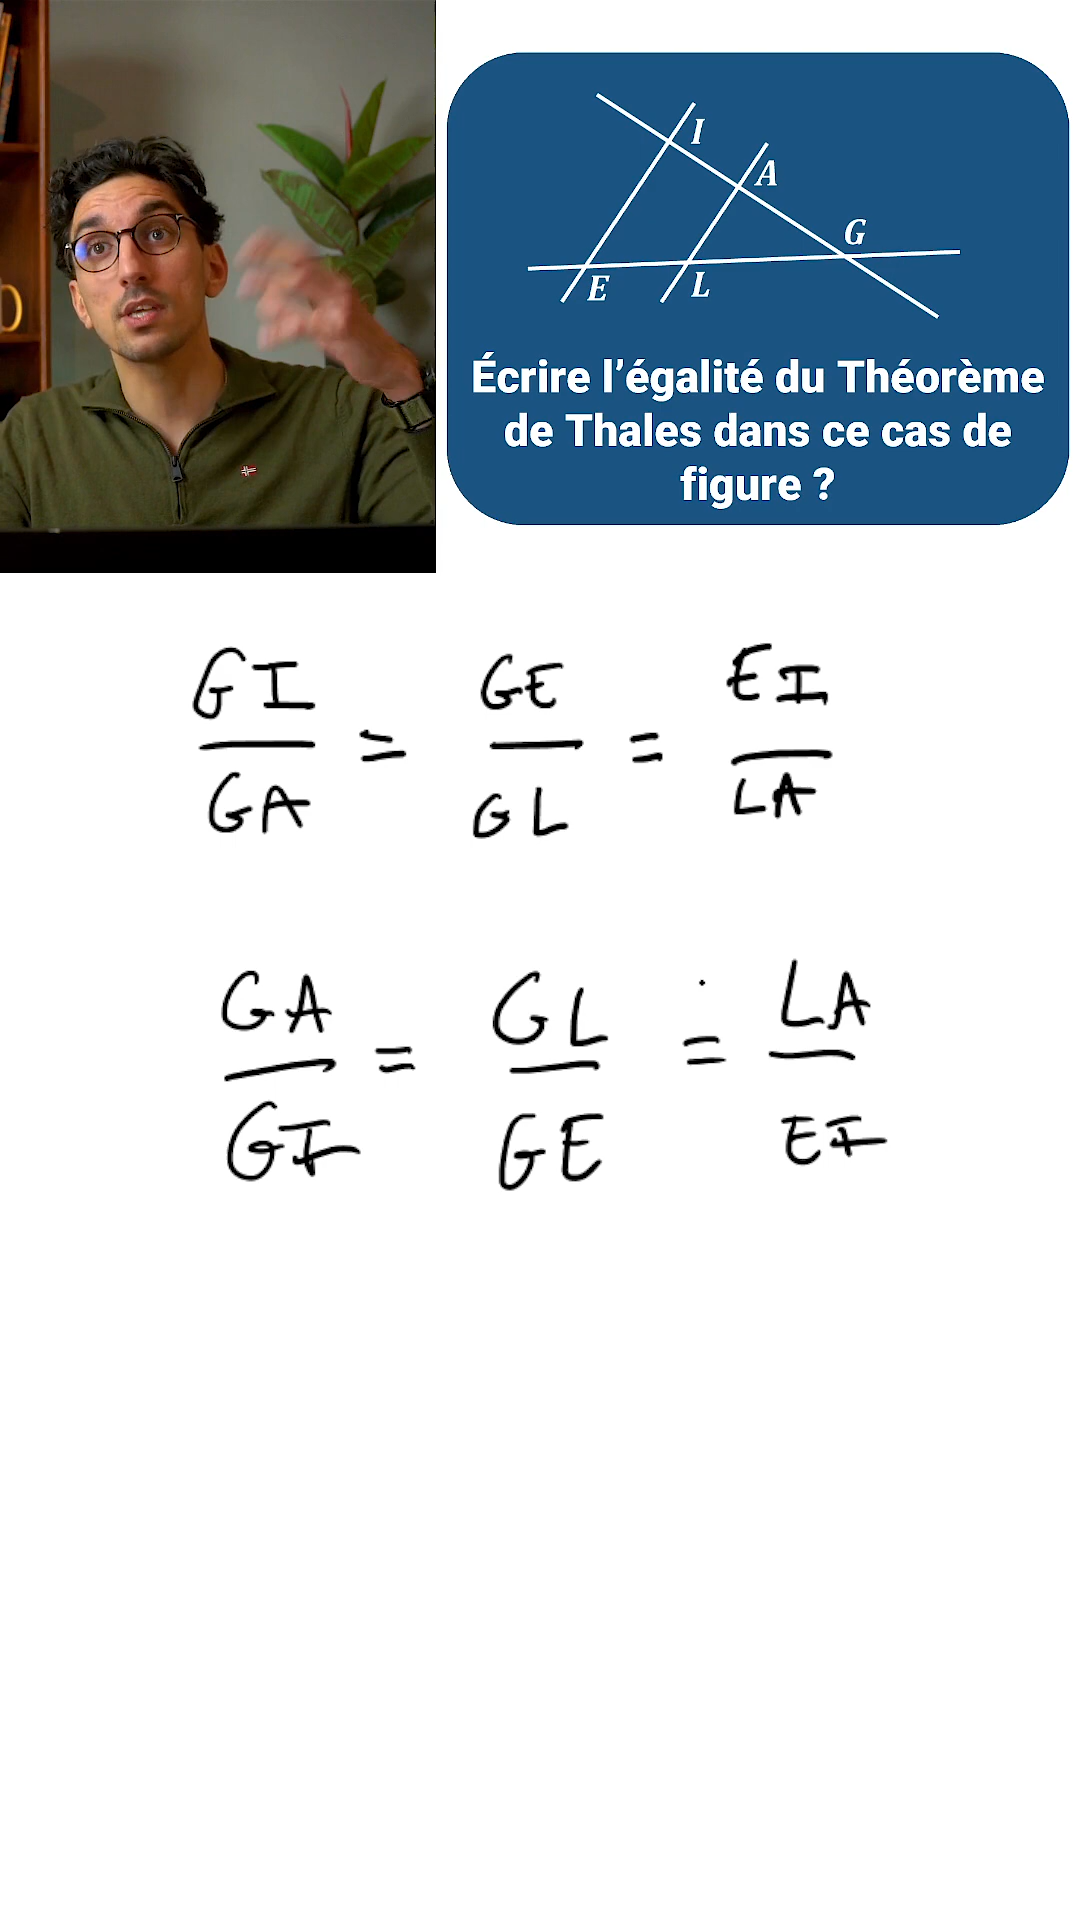 I
A
G
E
L
Écrire l'égalité du Théorème
de Thales dans ce cas de
figure ?
GI/GA = GE/GL = EI/LA
GA/GI = GL/GE = LA/EI